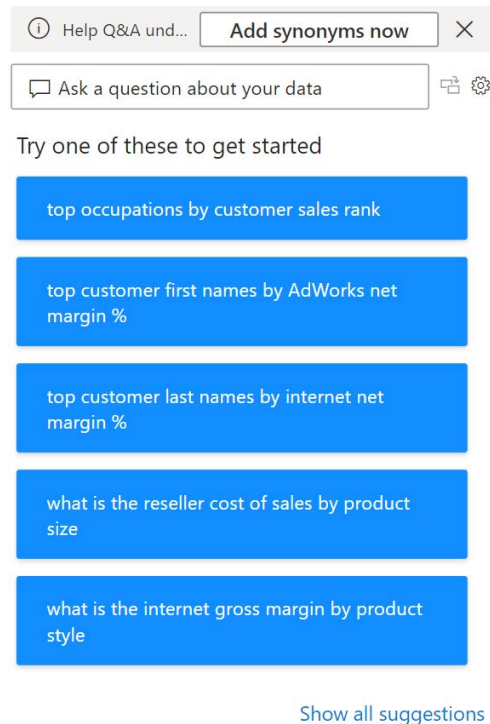 Help Q&A und...
Add synonyms now
Ask a question about your data
Try one of these to get started
top occupations by customer sales rank
top customer first names by AdWorks net
margin %
top customer last names by internet net
margin %
what is the reseller cost of sales by product
size
what is the internet gross margin by product
style
Show all suggestions